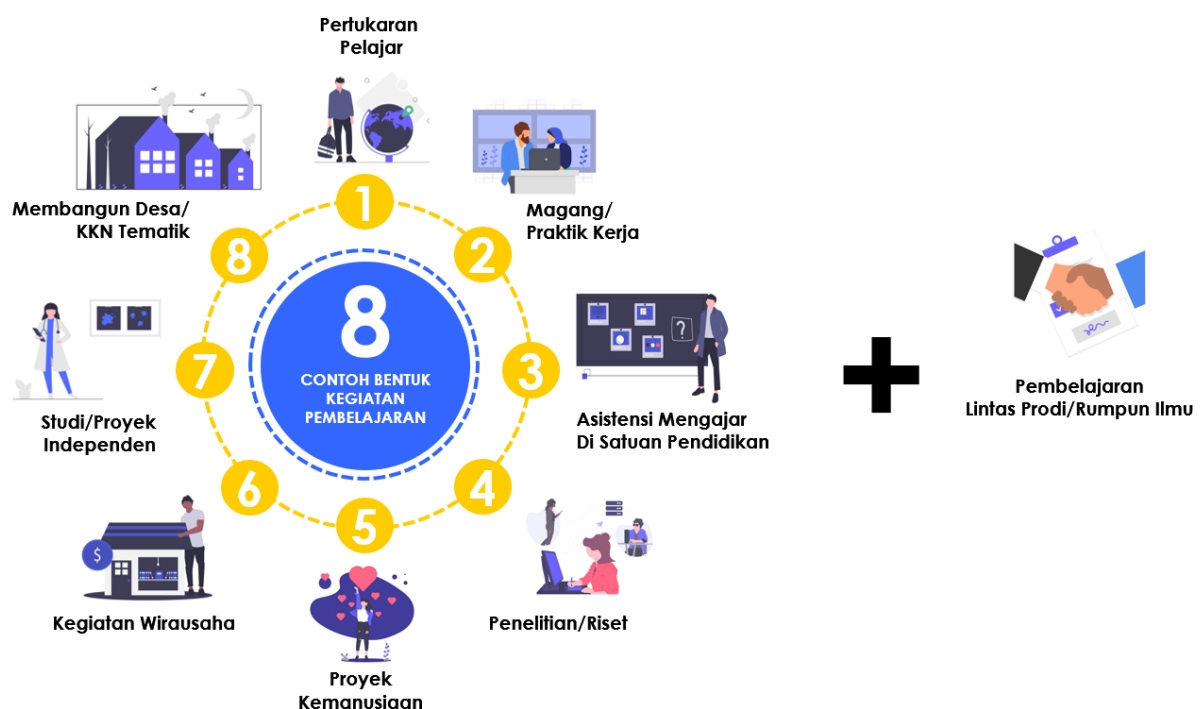 Pertukaran
Pelajar
1
Magang/
Praktik Kerja
2
Asistensi Mengajar
Di Satuan Pendidikan
3
Penelitian/Riset
4
Proyek
Kemanusiaan
5
Kegiatan Wirausaha
$
6
Studi/Proyek
Independen
7
Membangun Desa/
KKN Tematik
8
8
CONTOH BENTUK
KEGIATAN
PEMBELAJARAN
?
+
Pembelajaran
Lintas Prodi/Rumpun Ilmu